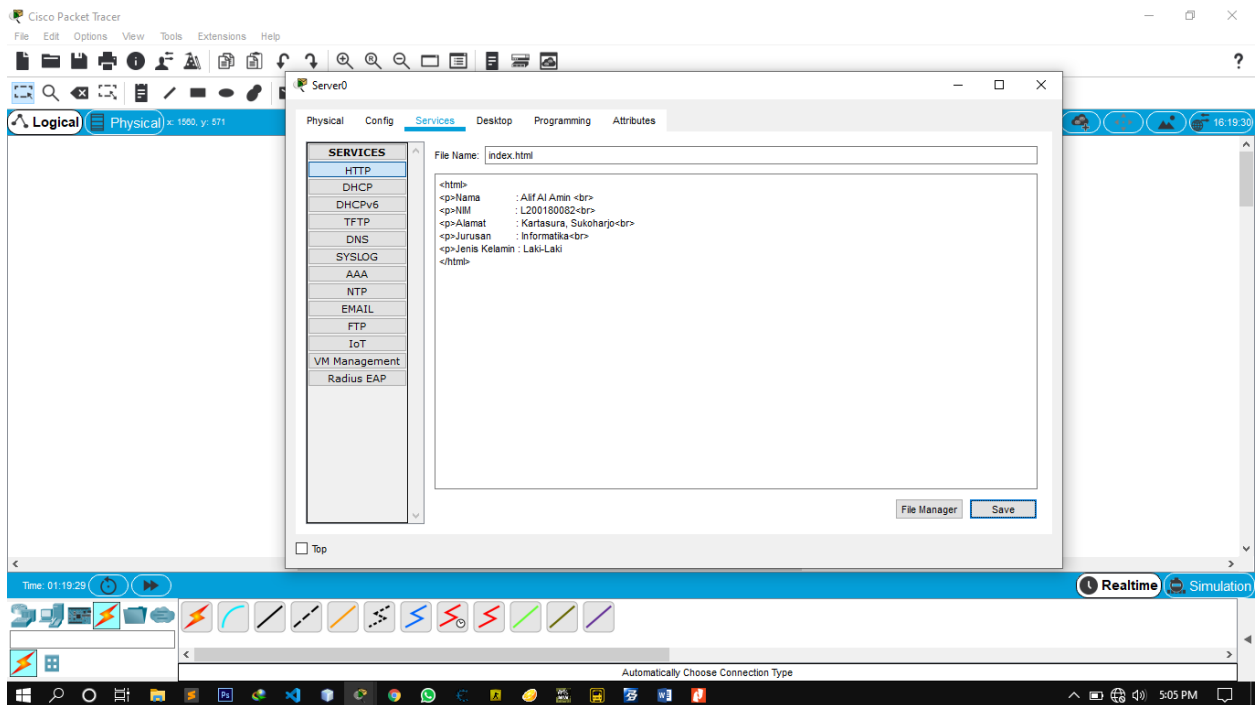 Cisco Packet Tracer
File Edit Options View Tools Extensions Help
?
Server0
Logical Physical x: 1560, y: 571
16:19:30
Physical Config Services Desktop Programming Attributes
SERVICES
HTTP
DHCP
DHCPv6
TFTP
DNS
SYSLOG
AAA
NTP
EMAIL
FTP
IoT
VM Management
Radius EAP
File Name: index.html
<html>
<p>Nama : Alif Al Amin <br>
<p>NIM : L200180082<br>
<p>Alamat : Kartasura, Sukoharjo<br>
<p>Jurusan : Informatika<br>
<p>Jenis Kelamin : Laki-Laki
</html>
File Manager Save
Top
Time: 01:19:29
Realtime Simulation
Automatically Choose Connection Type
Ps
5:05 PM